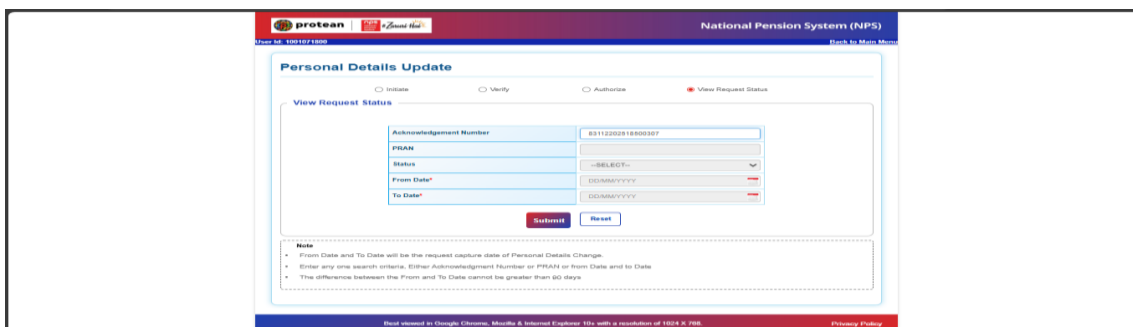 protean
National Pension System (NPS)
User Id: 1001071800
Back to Main Menu
Personal Details Update
Initiate Verify Authorize View Request Status
View Request Status
Acknowledgement Number 83112202518800307
PRAN
Status --SELECT--
From Date* DD/MM/YYYY
To Date* DD/MM/YYYY
Submit Reset
Note
• From Date and To Date will be the request capture date of Personal Details Change.
• Enter any one search criteria. Either Acknowledgment Number or PRAN or from Date and to Date
• The difference between the From and To Date cannot be greater than 90 days
Best viewed in Google Chrome, Mozilla & Internet Explorer 10+ with a resolution of 1024 X 768.
Privacy Policy